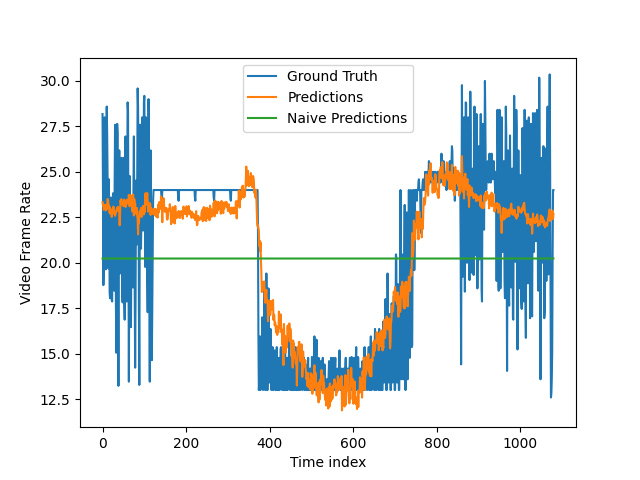 Ground Truth
Predictions
Naive Predictions
30.0
27.5
25.0
22.5
20.0
17.5
15.0
12.5
Video Frame Rate
0 200 400 600 800 1000
Time index